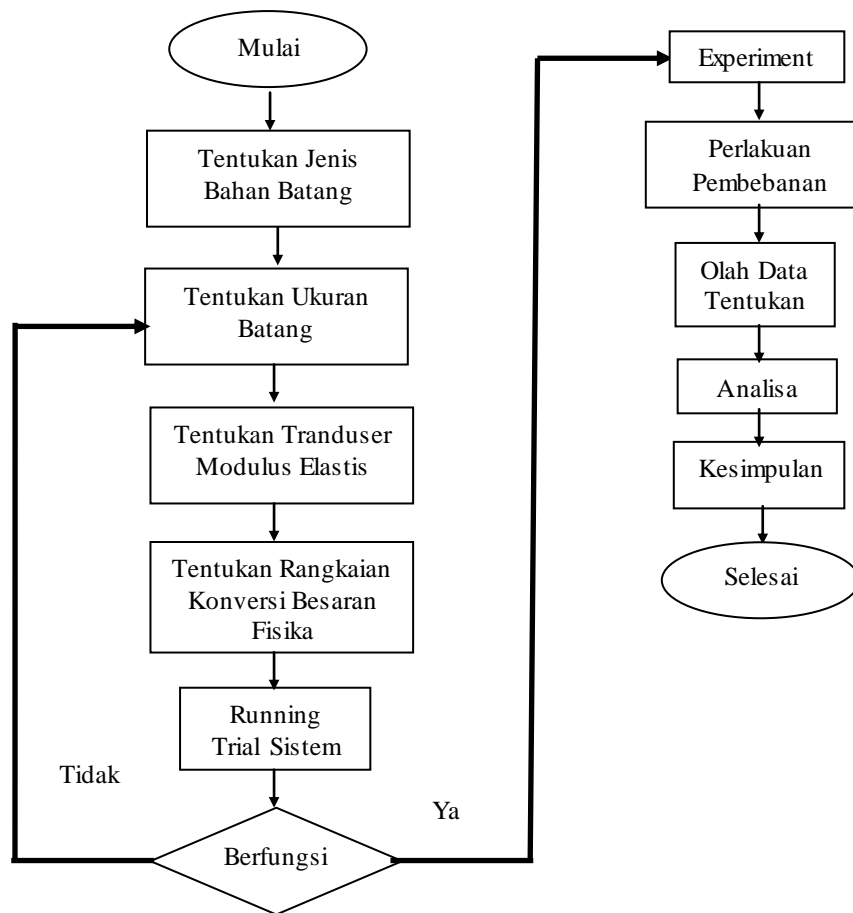 Mulai
Tentukan Jenis
Bahan Batang
Tentukan Ukuran
Batang
Tentukan Tranduser
Modulus Elastis
Tentukan Rangkaian
Konversi Besaran
Fisika
Running
Trial Sistem
Tidak
Berfungsi
Ya
Experiment
Perlakuan
Pembebanan
Olah Data
Tentukan
Analisa
Kesimpulan
Selesai